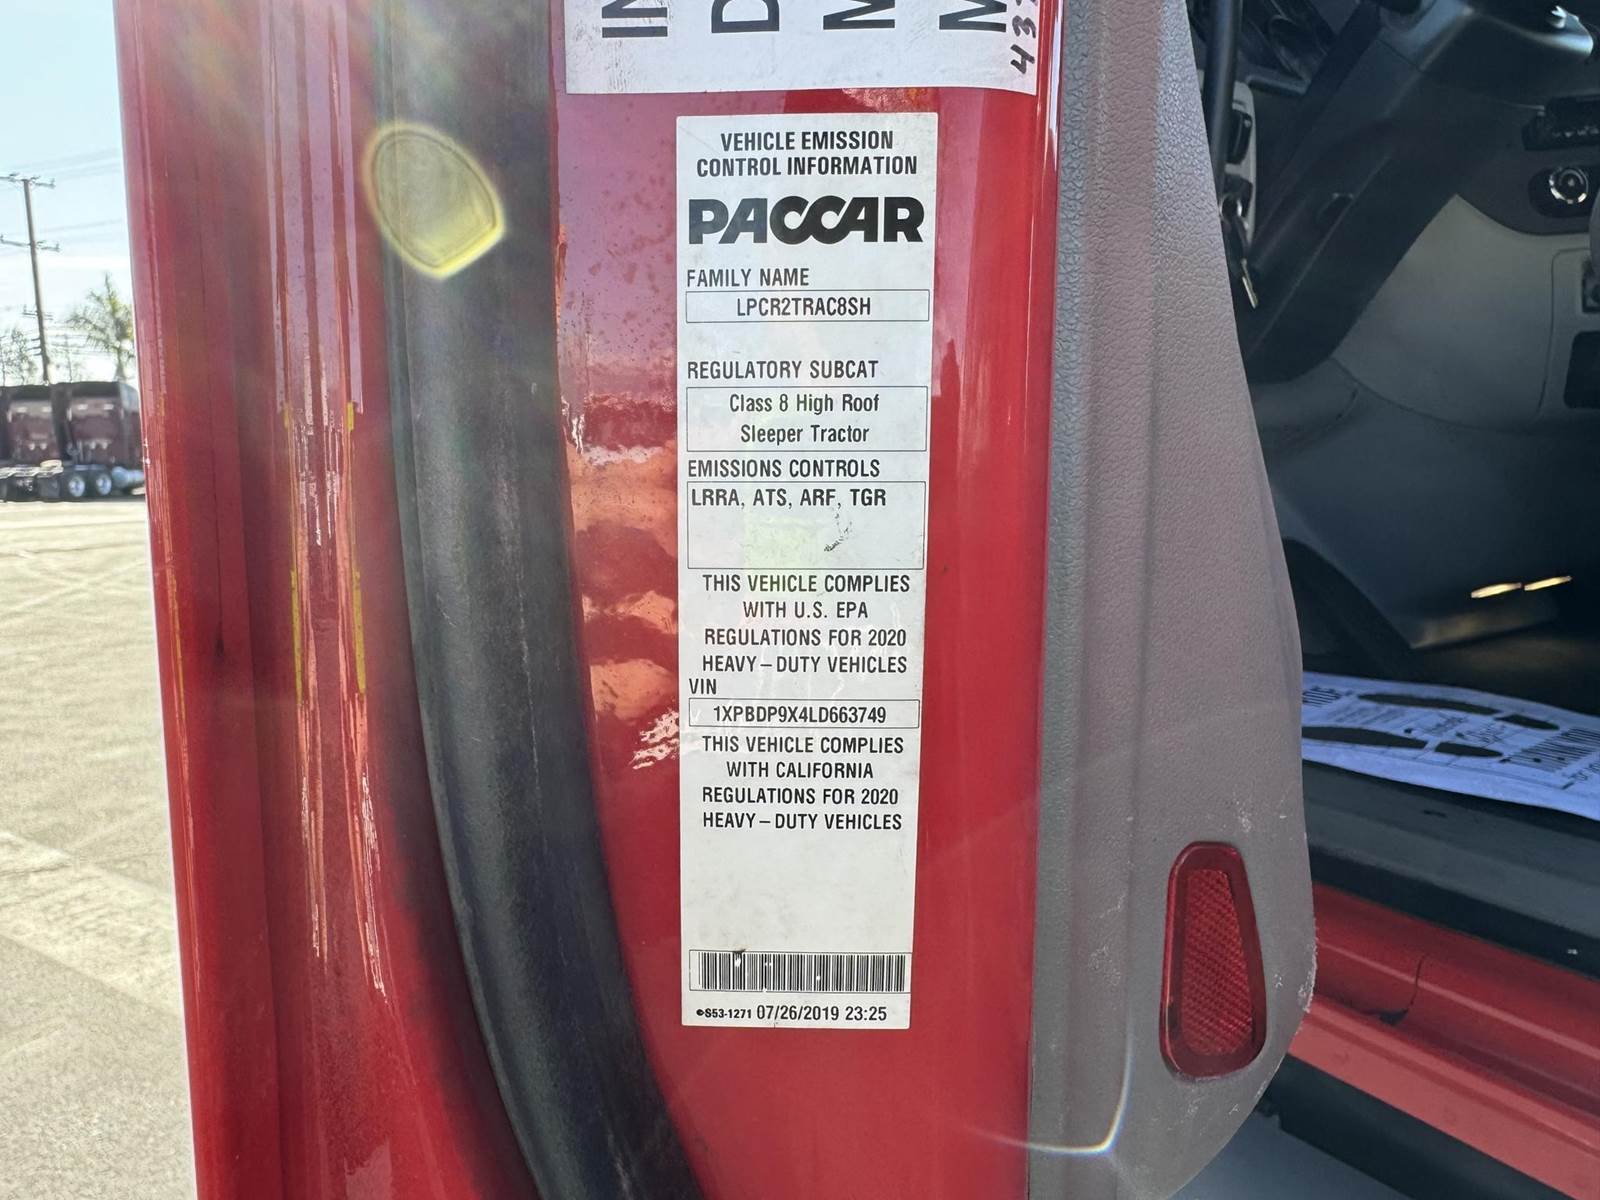 VEHICLE EMISSION
CONTROL INFORMATION
PACCAR
FAMILY NAME
LPCR2TRAC8SH
REGULATORY SUBCAT
Class 8 High Roof
Sleeper Tractor
EMISSIONS CONTROLS
LRRA, ATS, ARF, TGR
THIS VEHICLE COMPLIES
WITH U.S. EPA
REGULATIONS FOR 2020
HEAVY-DUTY VEHICLES
VIN
1XPBDP9X4LD663749
THIS VEHICLE COMPLIES
WITH CALIFORNIA
REGULATIONS FOR 2020
HEAVY-DUTY VEHICLES
S53-1271 07/26/2019 23:25